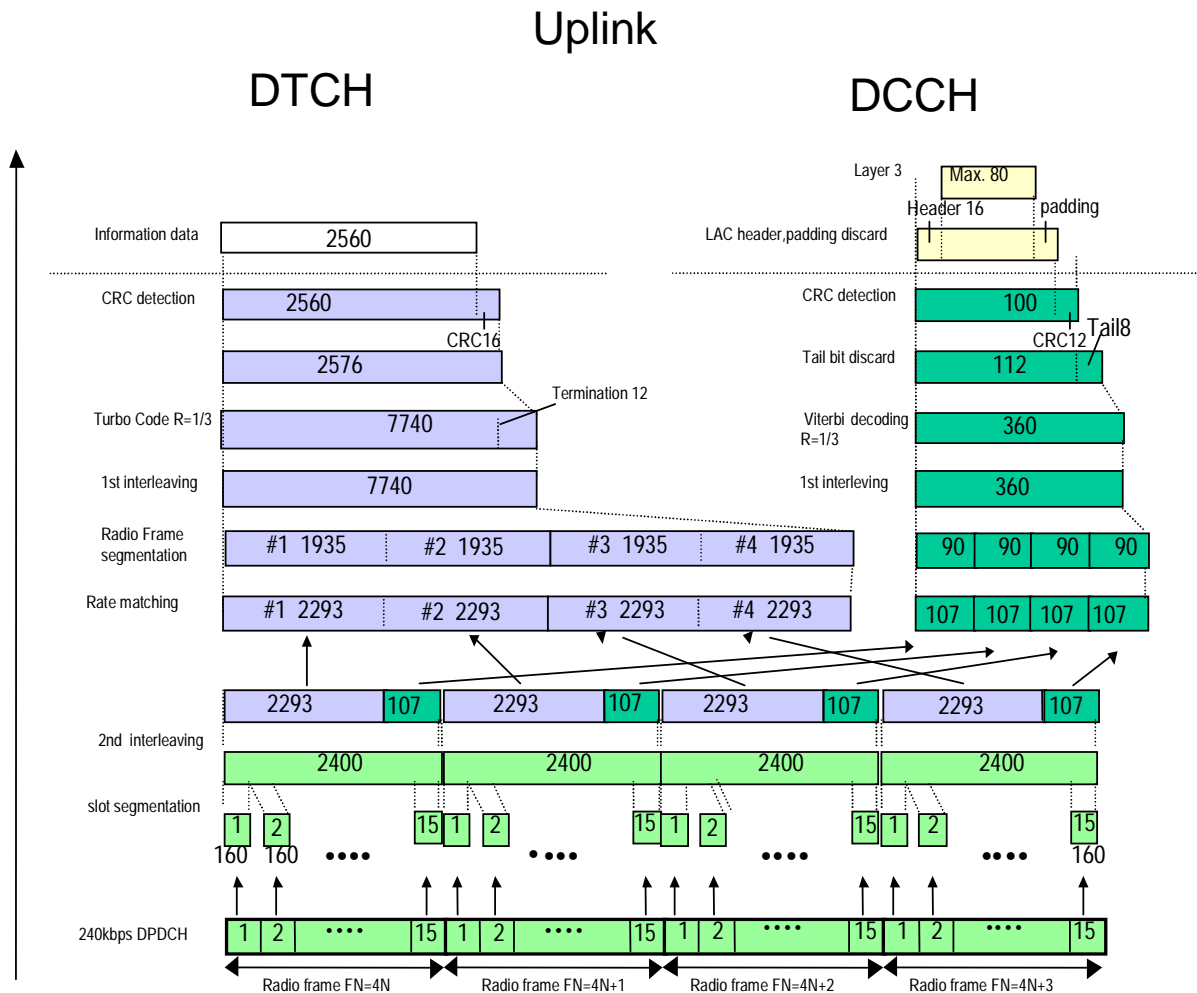 Uplink
DTCH
DCCH
Layer 3
Max. 80
Header 16
padding
Information data
2560
LAC header,padding discard
CRC detection
2560
CRC detection
100
CRC16
CRC12
Tail8
2576
Tail bit discard
112
Termination 12
Turbo Code R=1/3
7740
Viterbi decoding
R=1/3
360
1st interleaving
7740
1st interleving
360
Radio Frame
segmentation
#1 1935
#2 1935
#3 1935
#4 1935
90
90
90
90
Rate matching
#1 2293
#2 2293
#3 2293
#4 2293
107
107
107
107
2293
107
2293
107
2293
107
2293
107
2nd interleaving
2400
2400
2400
2400
slot segmentation
1
2
15
1
2
15
1
2
15
1
2
15
160
160
160
240kbps DPDCH
1
2
15
1
2
15
1
2
15
1
2
15
Radio frame FN=4N
Radio frame FN=4N+1
Radio frame FN=4N+2
Radio frame FN=4N+3